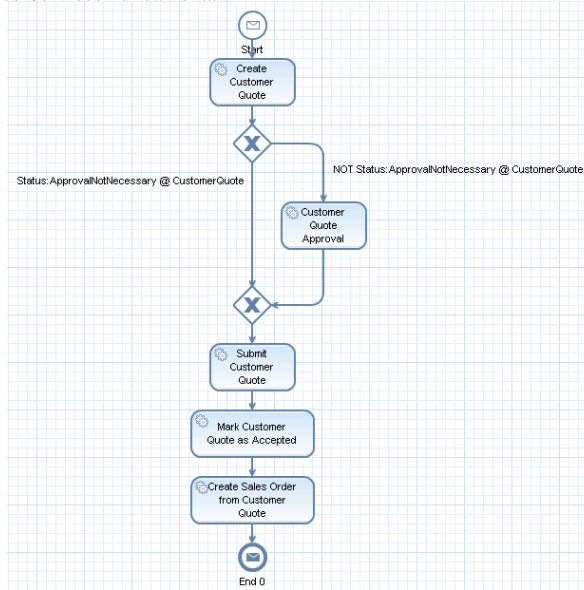 Start
Create
Customer
Quote
Status:ApprovalNotNecessary @ CustomerQuote
NOT Status:ApprovalNotNecessary @ CustomerQuote
Customer
Quote
Approval
Submit
Customer
Quote
Mark Customer
Quote as Accepted
Create Sales Order
from Customer
Quote
End 0